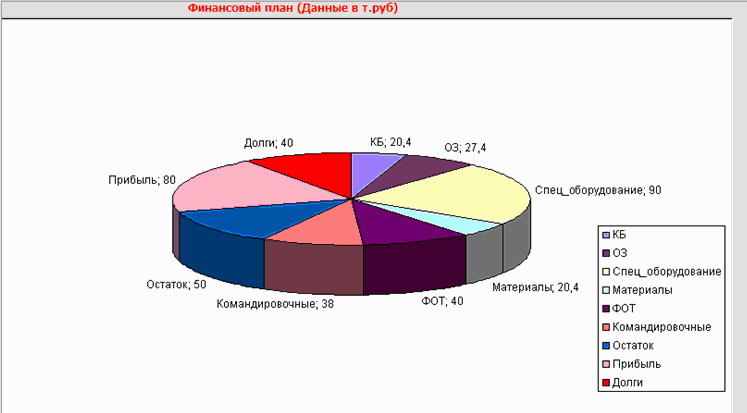 Финансовый план (Данные в т.руб)
Долги; 40
КБ; 20,4
ОЗ; 27,4
Прибыль; 80
Спец_оборудование; 90
Остаток; 50
Командировочные; 38
ФОТ; 40
Материалы; 20,4
КБ
ОЗ
Спец_оборудование
Материалы
ФОТ
Командировочные
Остаток
Прибыль
Долги